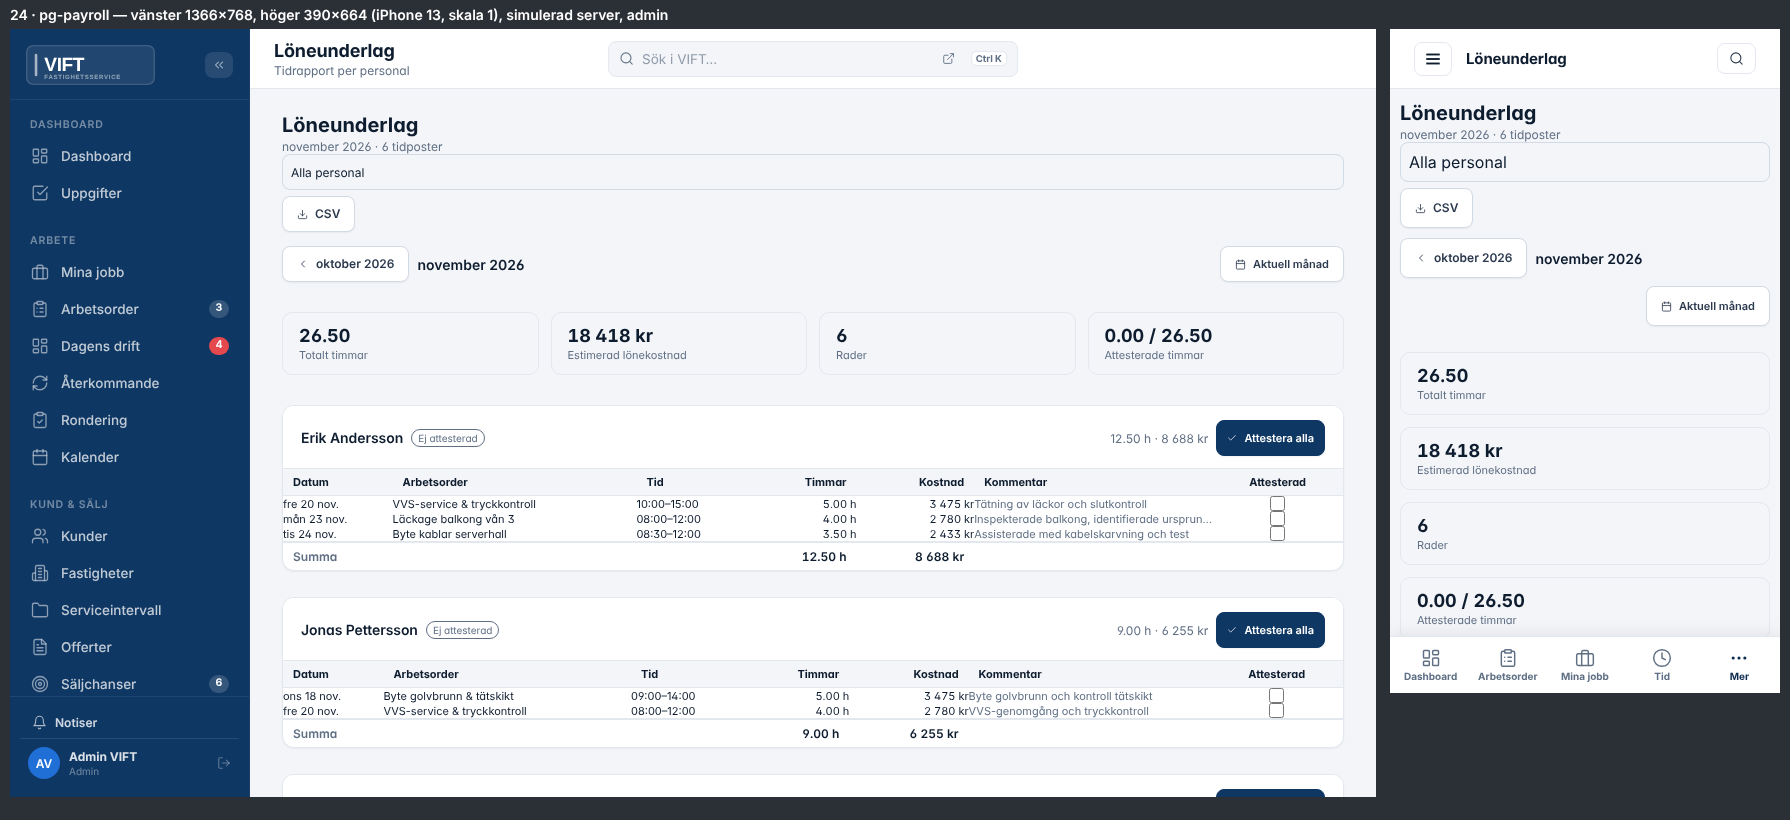 24 · pg-payroll — vänster 1366×768, höger 390×664 (iPhone 13, skala 1), simulerad server, admin
VIFT
FASTIGHETSSERVICE
DASHBOARD
Dashboard
Uppgifter
ARBETE
Mina jobb
Arbetsorder 3
Dagens drift 4
Återkommande
Rondering
Kalender
KUND & SÄLJ
Kunder
Fastigheter
Serviceintervall
Offerter
Säljchanser 6
Notiser
AV Admin VIFT
Admin
Löneunderlag
Tidrapport per personal
Sök i VIFT... Ctrl K
Löneunderlag
november 2026 · 6 tidposter
Alla personal
CSV
oktober 2026 november 2026 Aktuell månad
26.50
Totalt timmar
18 418 kr
Estimerad lönekostnad
6
Rader
0.00 / 26.50
Attesterade timmar
Erik Andersson Ej attesterad 12.50 h · 8 688 kr Attestera alla
Datum Arbetsorder Tid Timmar Kostnad Kommentar Attesterad
fre 20 nov. VVS-service & tryckkontroll 10:00–15:00 5.00 h 3 475 kr Tätning av läckor och slutkontroll
mån 23 nov. Läckage balkong vån 3 08:00–12:00 4.00 h 2 780 kr Inspekterade balkong, identifierade ursprun...
tis 24 nov. Byte kablar serverhall 08:30–12:00 3.50 h 2 433 kr Assisterade med kabelskarvning och test
Summa 12.50 h 8 688 kr
Jonas Pettersson Ej attesterad 9.00 h · 6 255 kr Attestera alla
Datum Arbetsorder Tid Timmar Kostnad Kommentar Attesterad
ons 18 nov. Byte golvbrunn & tätskikt 09:00–14:00 5.00 h 3 475 kr Byte golvbrunn och kontroll tätskikt
fre 20 nov. VVS-service & tryckkontroll 08:00–12:00 4.00 h 2 780 kr VVS-genomgång och tryckkontroll
Summa 9.00 h 6 255 kr
Löneunderlag
Löneunderlag
november 2026 · 6 tidposter
Alla personal
CSV
oktober 2026 november 2026
Aktuell månad
26.50
Totalt timmar
18 418 kr
Estimerad lönekostnad
6
Rader
0.00 / 26.50
Attesterade timmar
Dashboard Arbetsorder Mina jobb Tid Mer